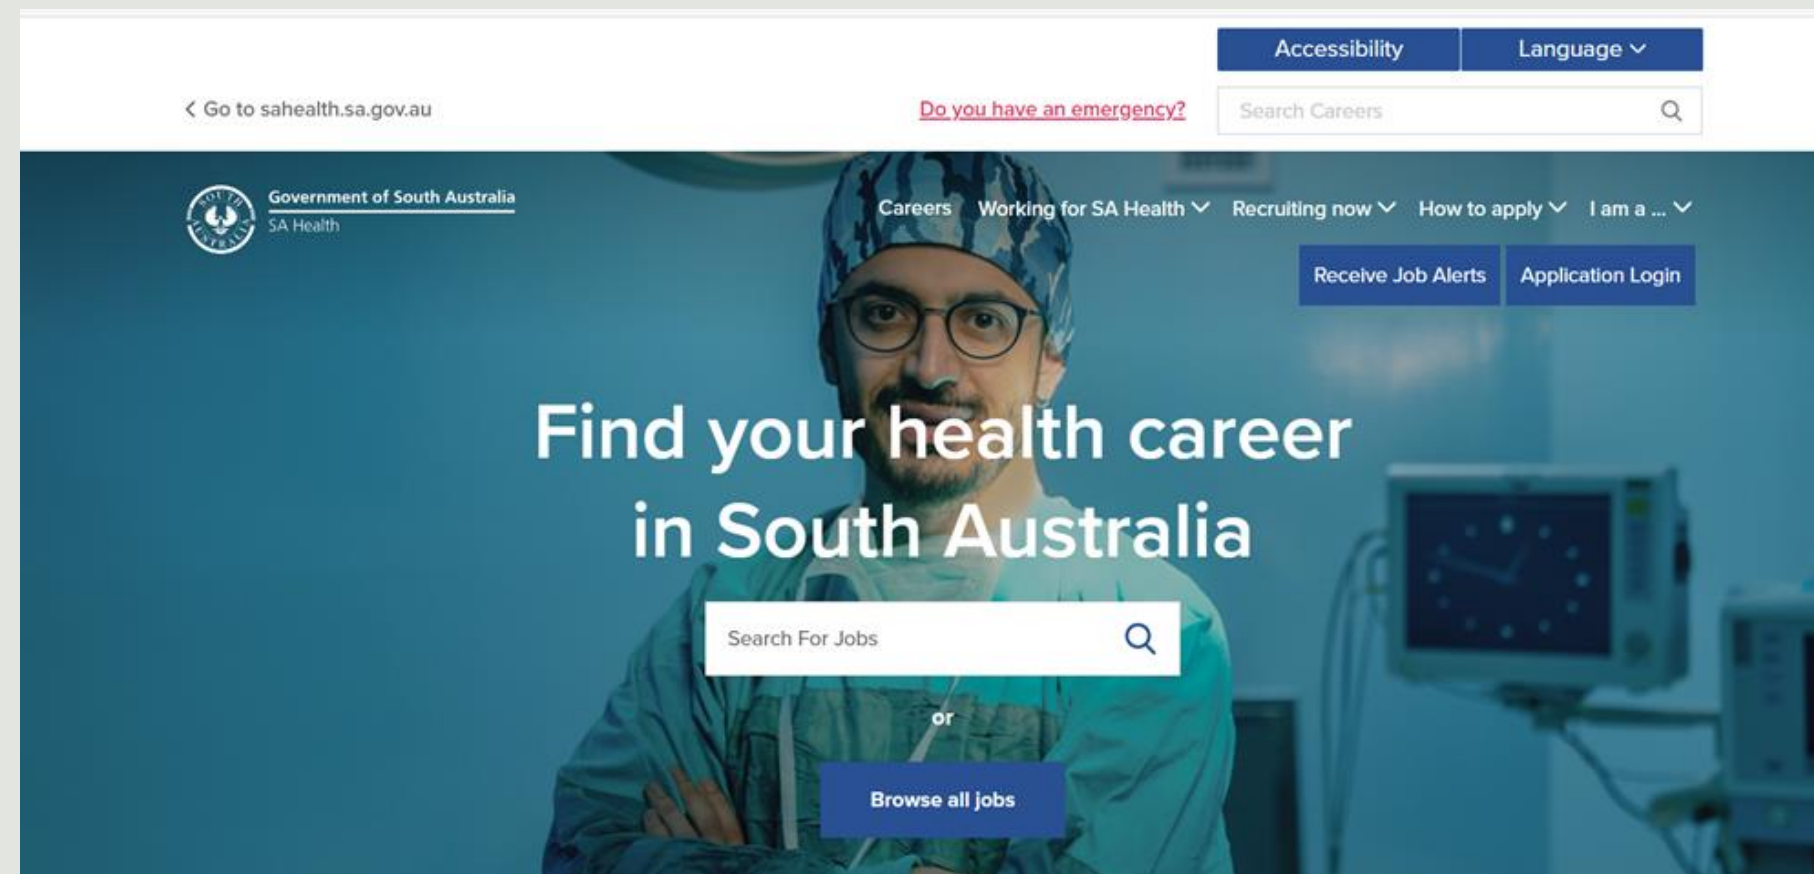 Accessibility
Language
Go to sahealth.sa.gov.au
Do you have an emergency?
Search Careers
Government of South Australia
SA Health
Careers
Working for SA Health
Recruiting now
How to apply
I am a ...
Receive Job Alerts
Application Login
Find your health career
in South Australia
Search For Jobs
or
Browse all jobs
SOUTH
AUSTRALIA